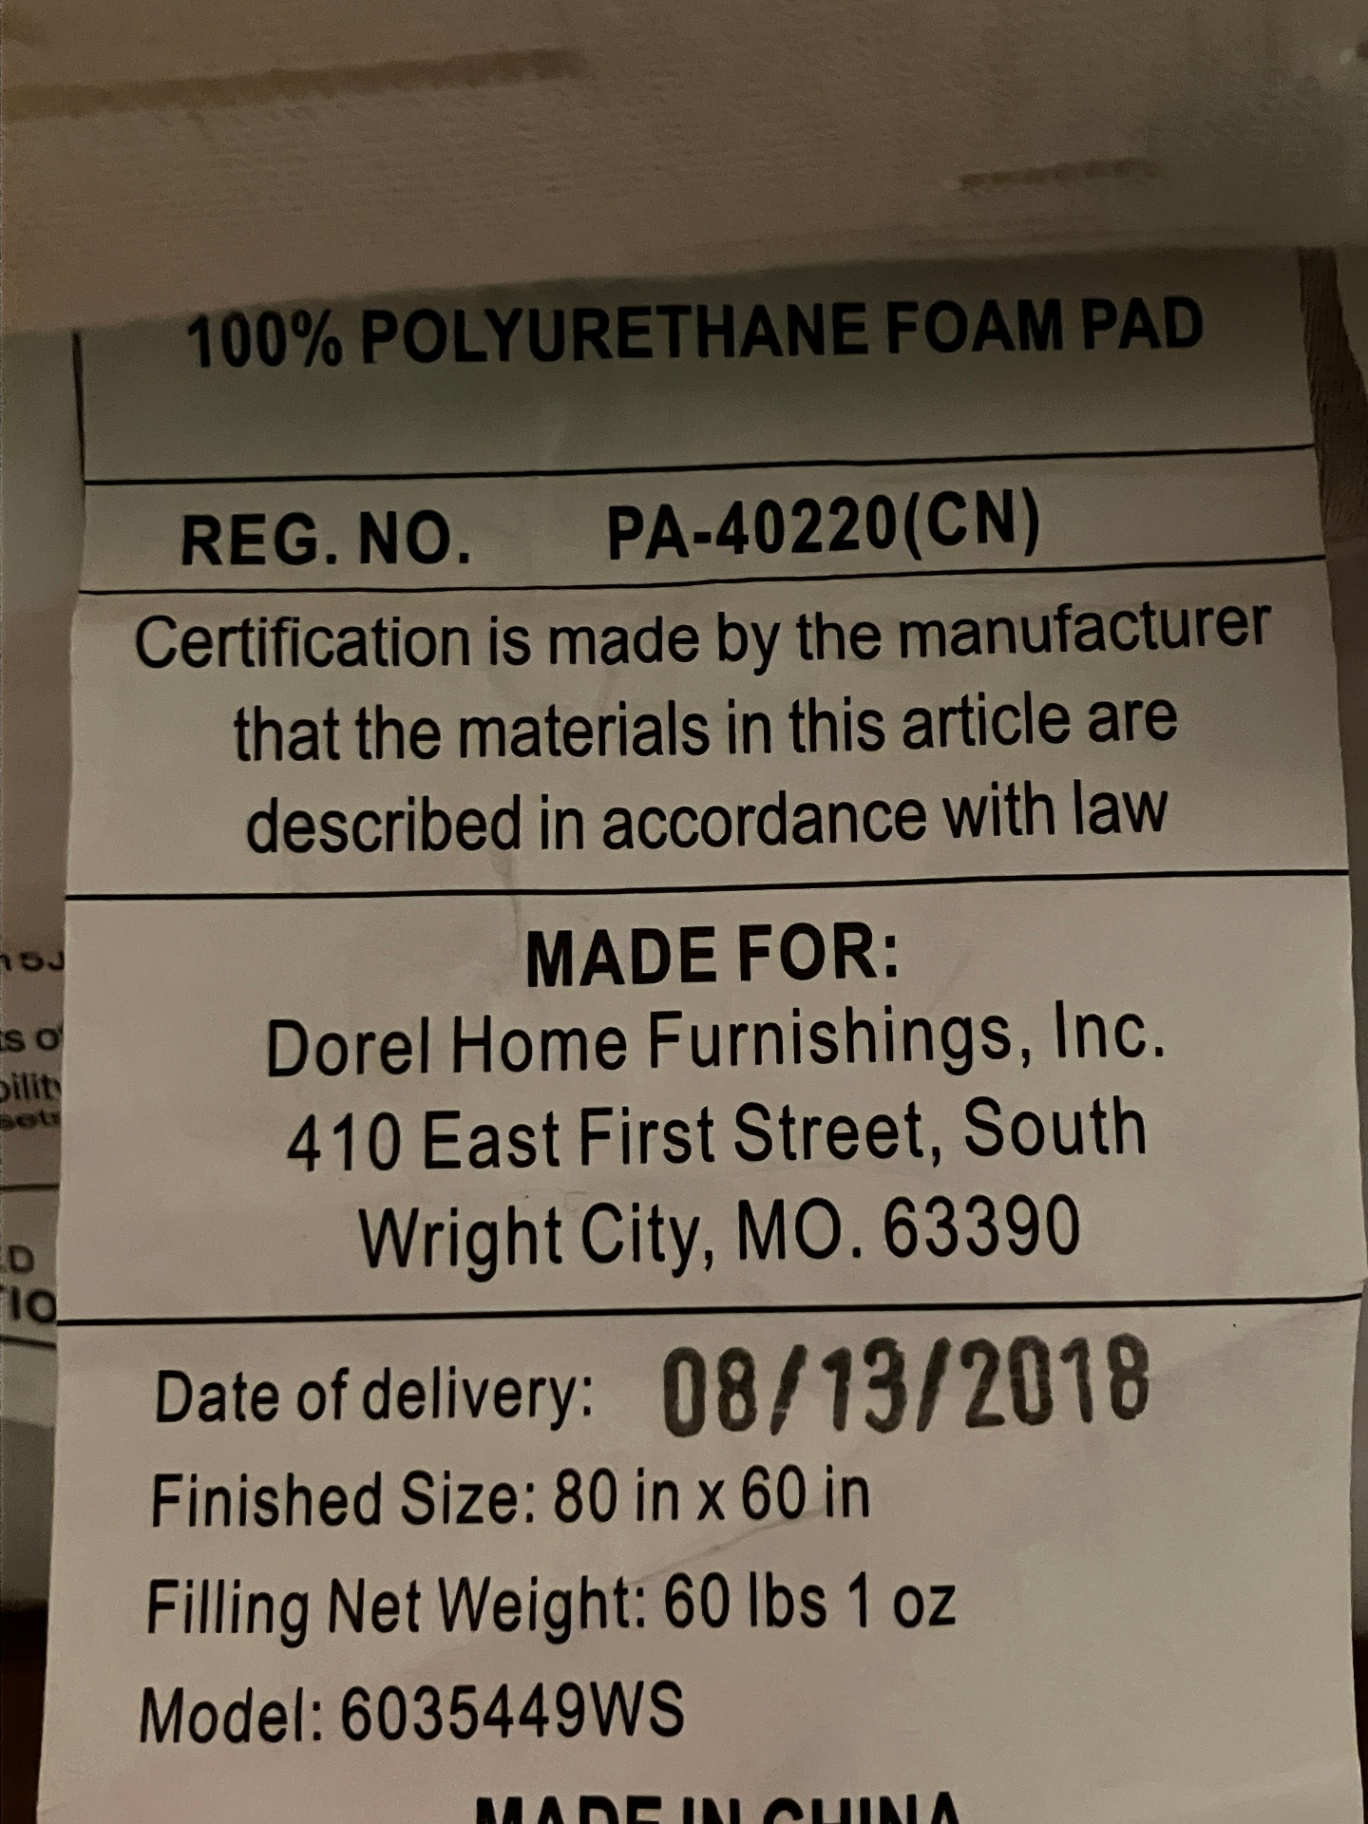 100% POLYURETHANE FOAM PAD
REG. NO. PA-40220(CN)
Certification is made by the manufacturer
that the materials in this article are
described in accordance with law
MADE FOR:
Dorel Home Furnishings, Inc.
410 East First Street, South
Wright City, MO. 63390
Date of delivery: 08/13/2018
Finished Size: 80 in x 60 in
Filling Net Weight: 60 lbs 1 oz
Model: 6035449WS
MADE IN CHINA